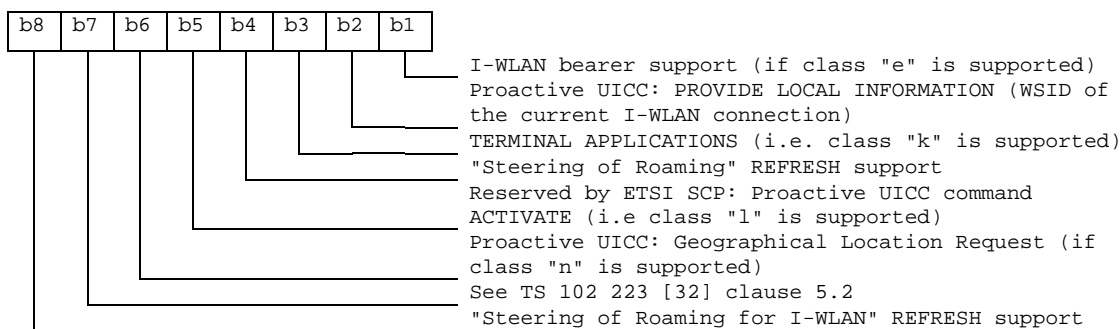 b8 b7 b6 b5 b4 b3 b2 b1
I-WLAN bearer support (if class "e" is supported)
Proactive UICC: PROVIDE LOCAL INFORMATION (WSID of
the current I-WLAN connection)
TERMINAL APPLICATIONS (i.e. class "k" is supported)
"Steering of Roaming" REFRESH support
Reserved by ETSI SCP: Proactive UICC command
ACTIVATE (i.e class "l" is supported)
Proactive UICC: Geographical Location Request (if
class "n" is supported)
See TS 102 223 [32] clause 5.2
"Steering of Roaming for I-WLAN" REFRESH support